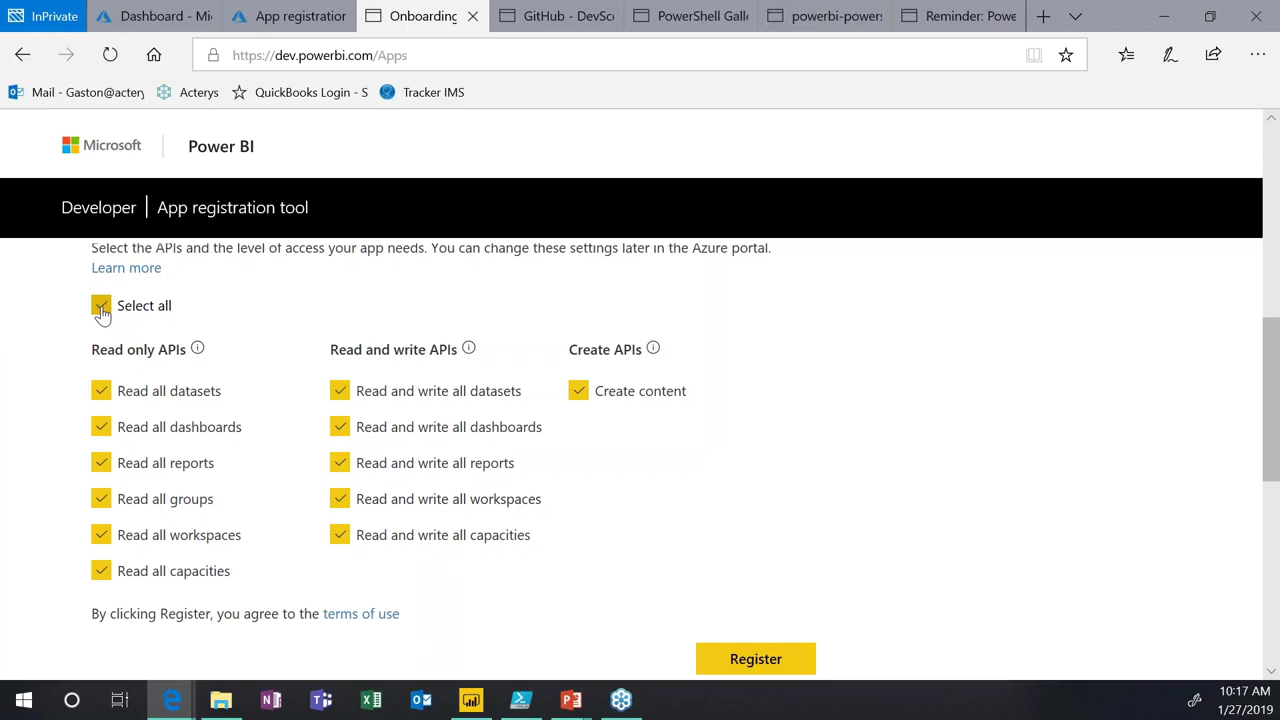 InPrivate
Dashboard - Mi
App registration
Onboarding
GitHub - DevSc
PowerShell Gall
powerbi-powers
Reminder: Powe
https://dev.powerbi.com/Apps
Mail - Gaston@actery
Acterys
QuickBooks Login - S
Tracker IMS
Microsoft
Power BI
Developer
App registration tool
Select the APIs and the level of access your app needs. You can change these settings later in the Azure portal.
Learn more
Select all
Read only APIs
Read all datasets
Read all dashboards
Read all reports
Read all groups
Read all workspaces
Read all capacities
Read and write APIs
Read and write all datasets
Read and write all dashboards
Read and write all reports
Read and write all workspaces
Read and write all capacities
Create APIs
Create content
By clicking Register, you agree to the terms of use
Register
10:17 AM
1/27/2019